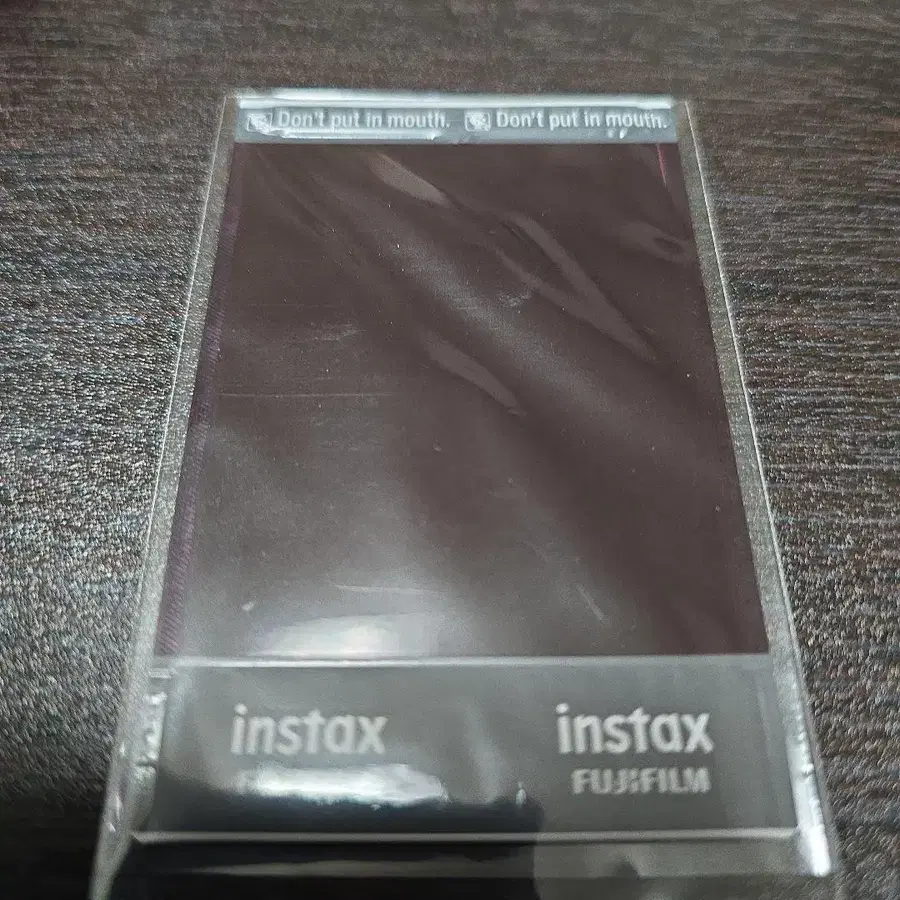 Don't put in mouth. Don't put in mouth.
instax instax
FUJIFILM